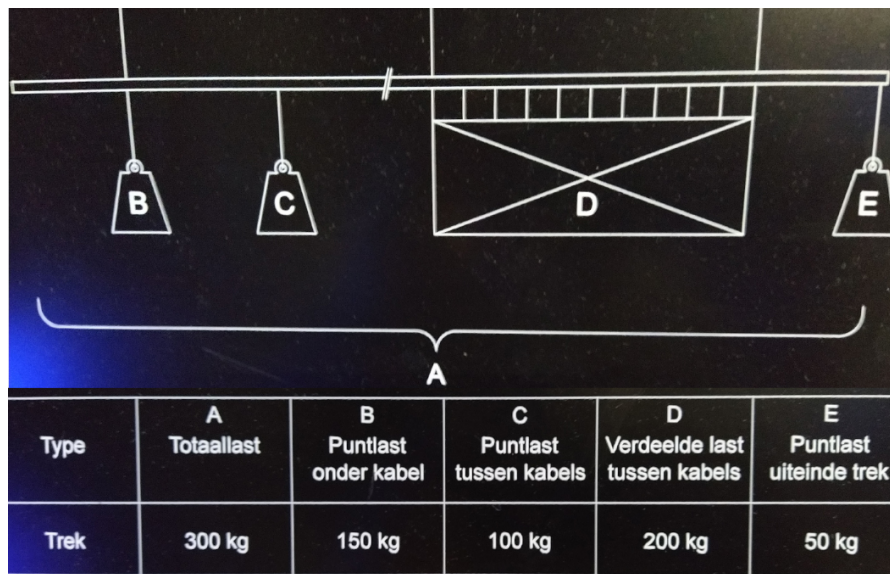 B
C
D
E
A
Type
A
Totaallast
B
Puntlast
onder kabel
C
Puntlast
tussen kabels
D
Verdeelde last
tussen kabels
E
Puntlast
uiteinde trek
Trek
300 kg
150 kg
100 kg
200 kg
50 kg